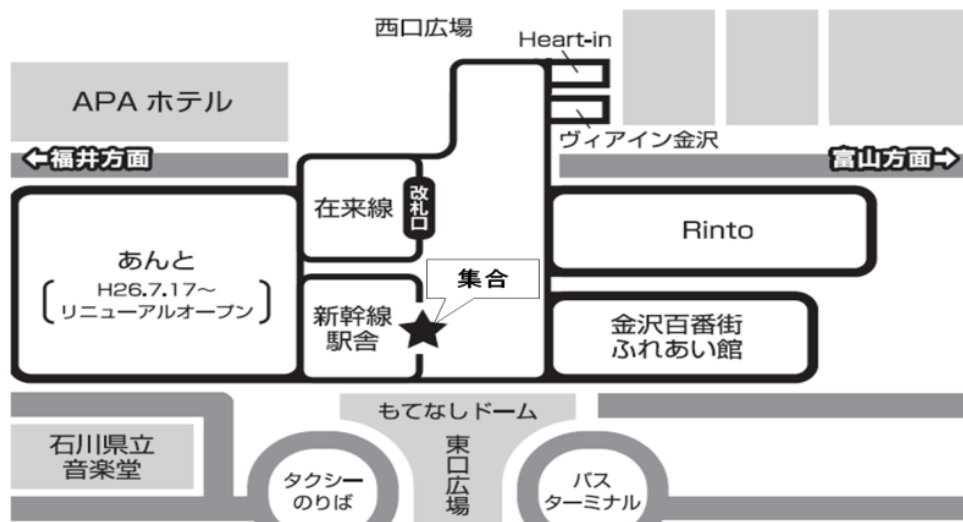 西口広場
Heart-in
APA ホテル
ヴィアイン金沢
←福井方面
富山方面→
在来線
改札口
Rinto
あんと
H26.7.17〜
リニューアルオープン
集合
新幹線
駅舎
金沢百番街
ふれあい館
もてなしドーム
石川県立
音楽堂
東口広場
タクシー
のりば
バス
ターミナル